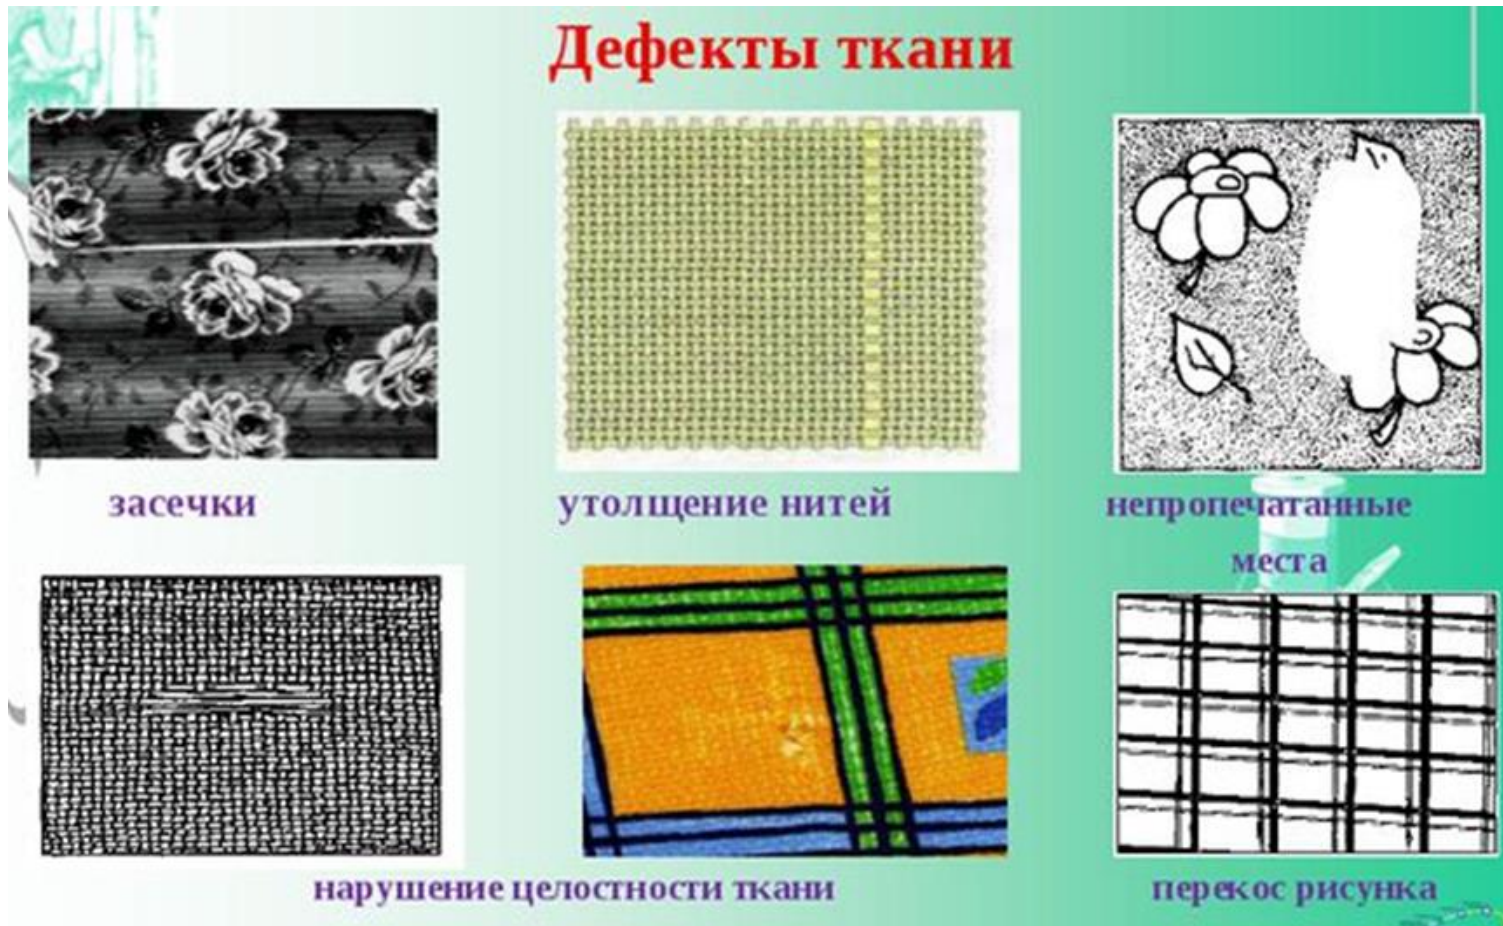 Дефекты ткани
засечки
утолщение нитей
непропечатанные
места
нарушение целостности ткани
перекос рисунка